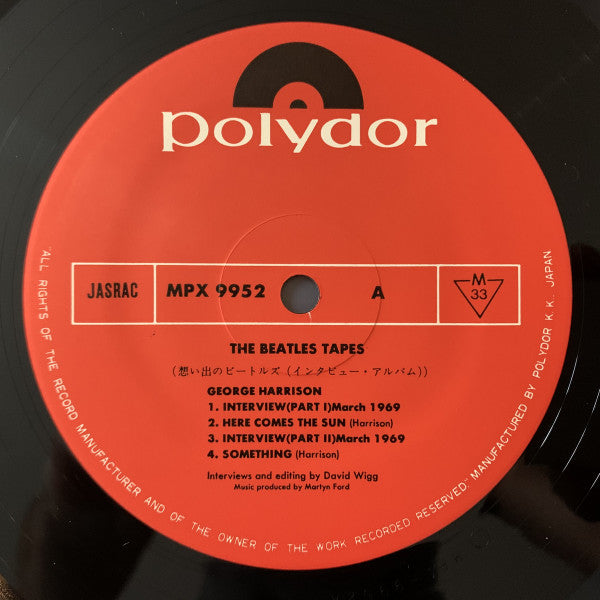 polydor
JASRAC
MPX 9952
A
M
33
THE BEATLES TAPES
(想い出のビートルズ (インタビュー・アルバム))
GEORGE HARRISON
1. INTERVIEW(PART I)March 1969
2. HERE COMES THE SUN (Harrison)
3. INTERVIEW(PART II)March 1969
4. SOMETHING (Harrison)
Interviews and editing by David Wigg
Music produced by Martyn Ford
"ALL RIGHTS OF THE RECORD MANUFACTURER AND OF THE OWNER OF THE WORK RECORDED RESERVED." MANUFACTURED BY POLYDOR K.K., JAPAN